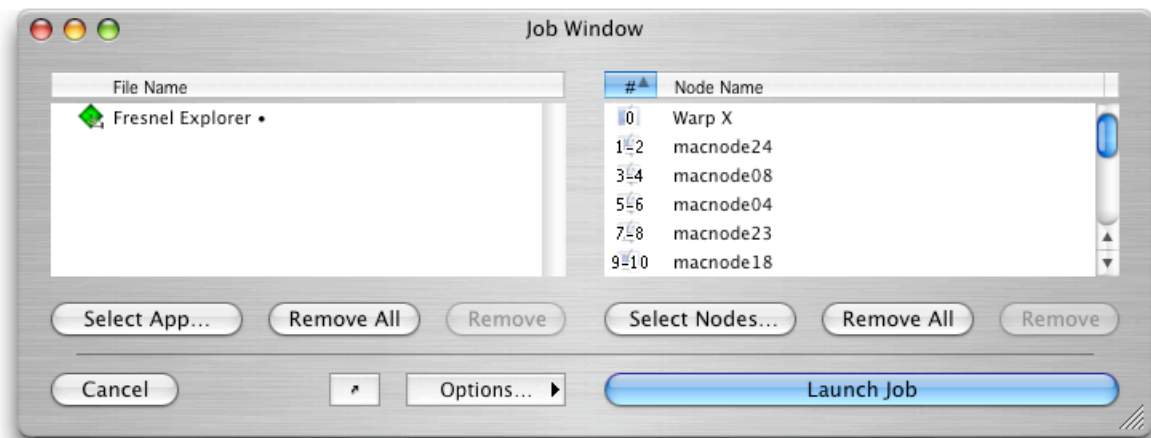 Job Window
File Name
Fresnel Explorer •
# Node Name
0 Warp X
1-2 macnode24
3-4 macnode08
5-6 macnode04
7-8 macnode23
9-10 macnode18
Select App... Remove All Remove
Select Nodes... Remove All Remove
Cancel Options... Launch Job